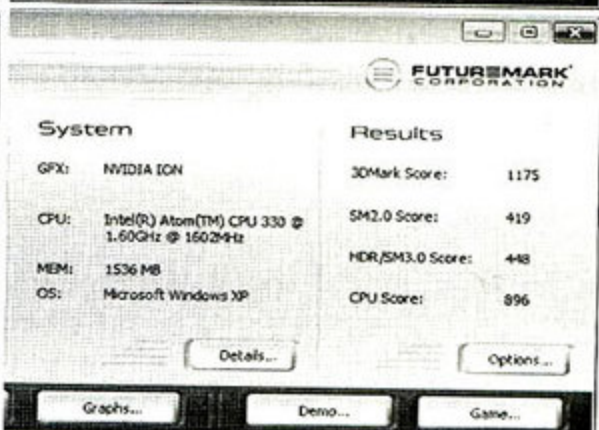 FUTUREMARK
CORPORATION
System
GFX: NVIDIA ION
CPU: Intel(R) Atom(TM) CPU 330 @
1.60GHz @ 1602MHz
MEM: 1536 MB
OS: Microsoft Windows XP
Details...
Results
3DMark Score: 1175
SM2.0 Score: 419
HDR/SM3.0 Score: 448
CPU Score: 896
Options...
Graphs...
Demo...
Game...